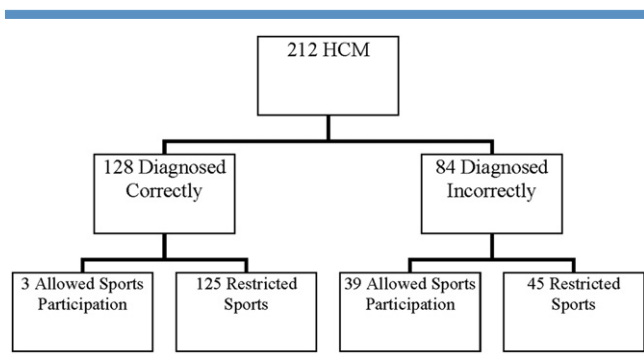 212 HCM
128 Diagnosed
Correctly
84 Diagnosed
Incorrectly
3 Allowed Sports
Participation
125 Restricted
Sports
39 Allowed Sports
Participation
45 Restricted
Sports